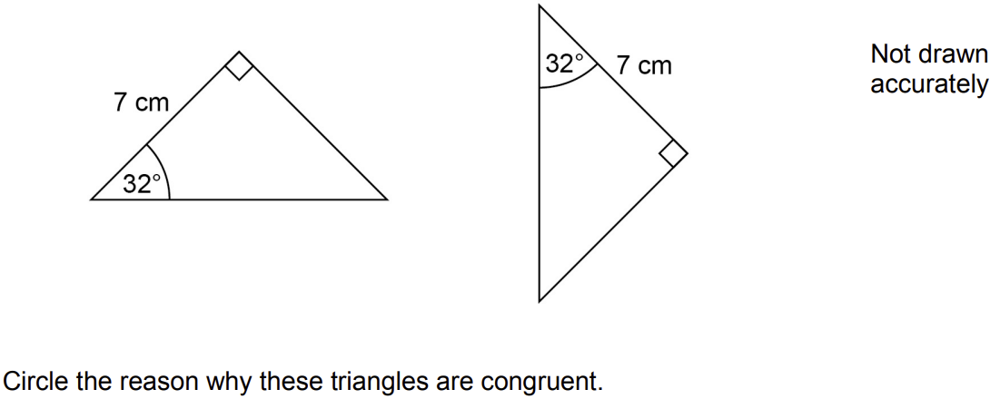 32°
7 cm
Not drawn
accurately
7 cm
32°
Circle the reason why these triangles are congruent.